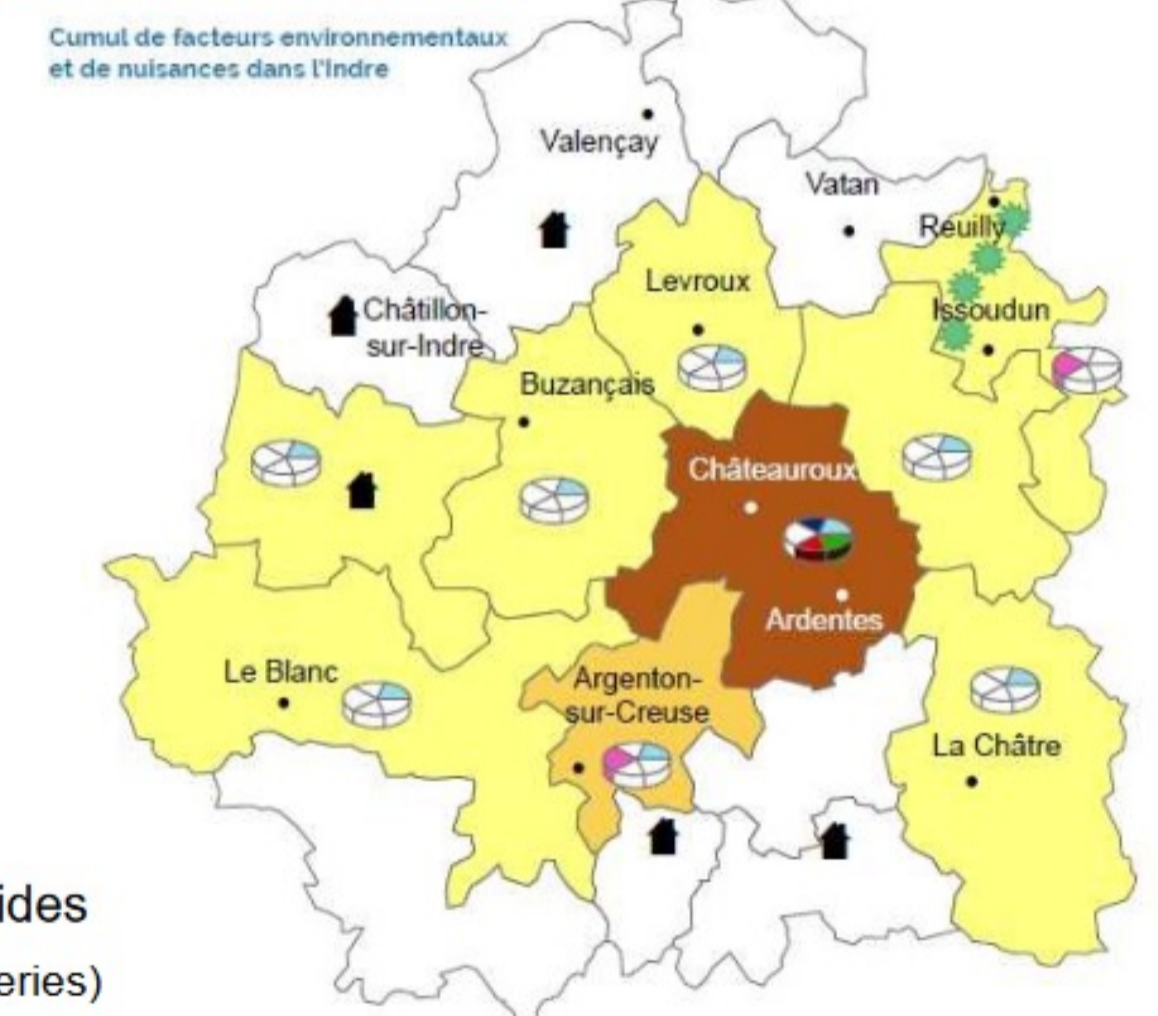 Cumul de facteurs environnementaux
et de nuisances dans l'Indre
Valençay
Vatan
Reuilly
Levroux
Issoudun
Châtillon-
sur-Indre
Buzançais
Châteauroux
Ardentes
Le Blanc
Argenton-
sur-Creuse
La Châtre
ides
eries)